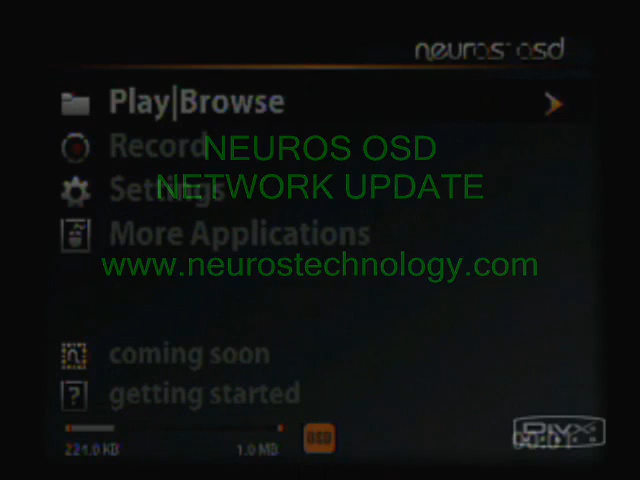 neuros osd
Play|Browse
Record
NEUROS OSD
Settings
NETWORK UPDATE
More Applications
www.neurostechnology.com
coming soon
getting started
?
224.0 KB
1.0 MB
OSD
DIVX